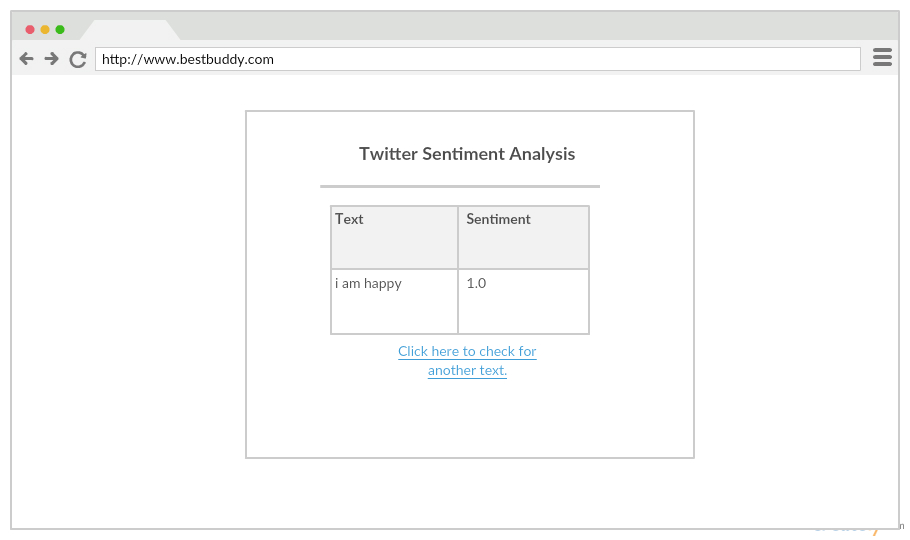 http://www.bestbuddy.com
Twitter Sentiment Analysis
Text Sentiment
i am happy 1.0
Click here to check for
another text.